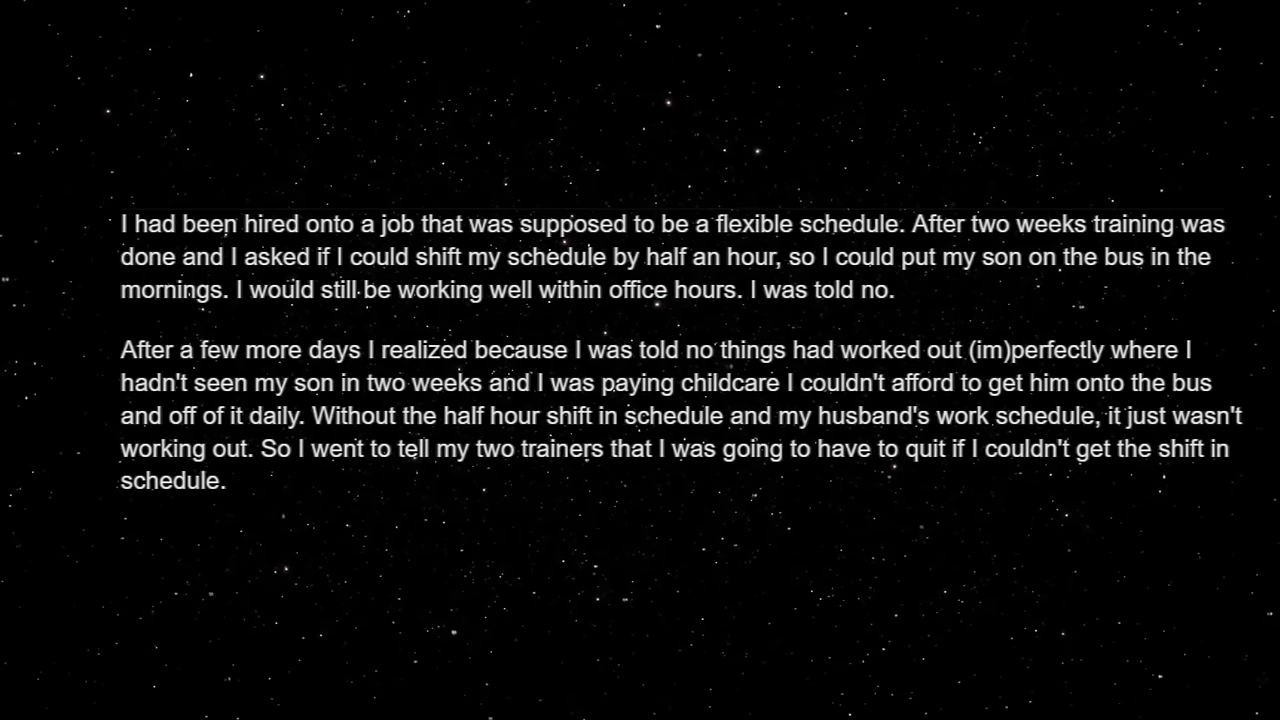 I had been hired onto a job that was supposed to be a flexible schedule. After two weeks training was
done and I asked if I could shift my schedule by half an hour, so I could put my son on the bus in the
mornings. I would still be working well within office hours. I was told no.
After a few more days I realized because I was told no things had worked out (im)perfectly where I
hadn't seen my son in two weeks and I was paying childcare I couldn't afford to get him onto the bus
and off of it daily. Without the half hour shift in schedule and my husband's work schedule, it just wasn't
working out. So I went to tell my two trainers that I was going to have to quit if I couldn't get the shift in
schedule.